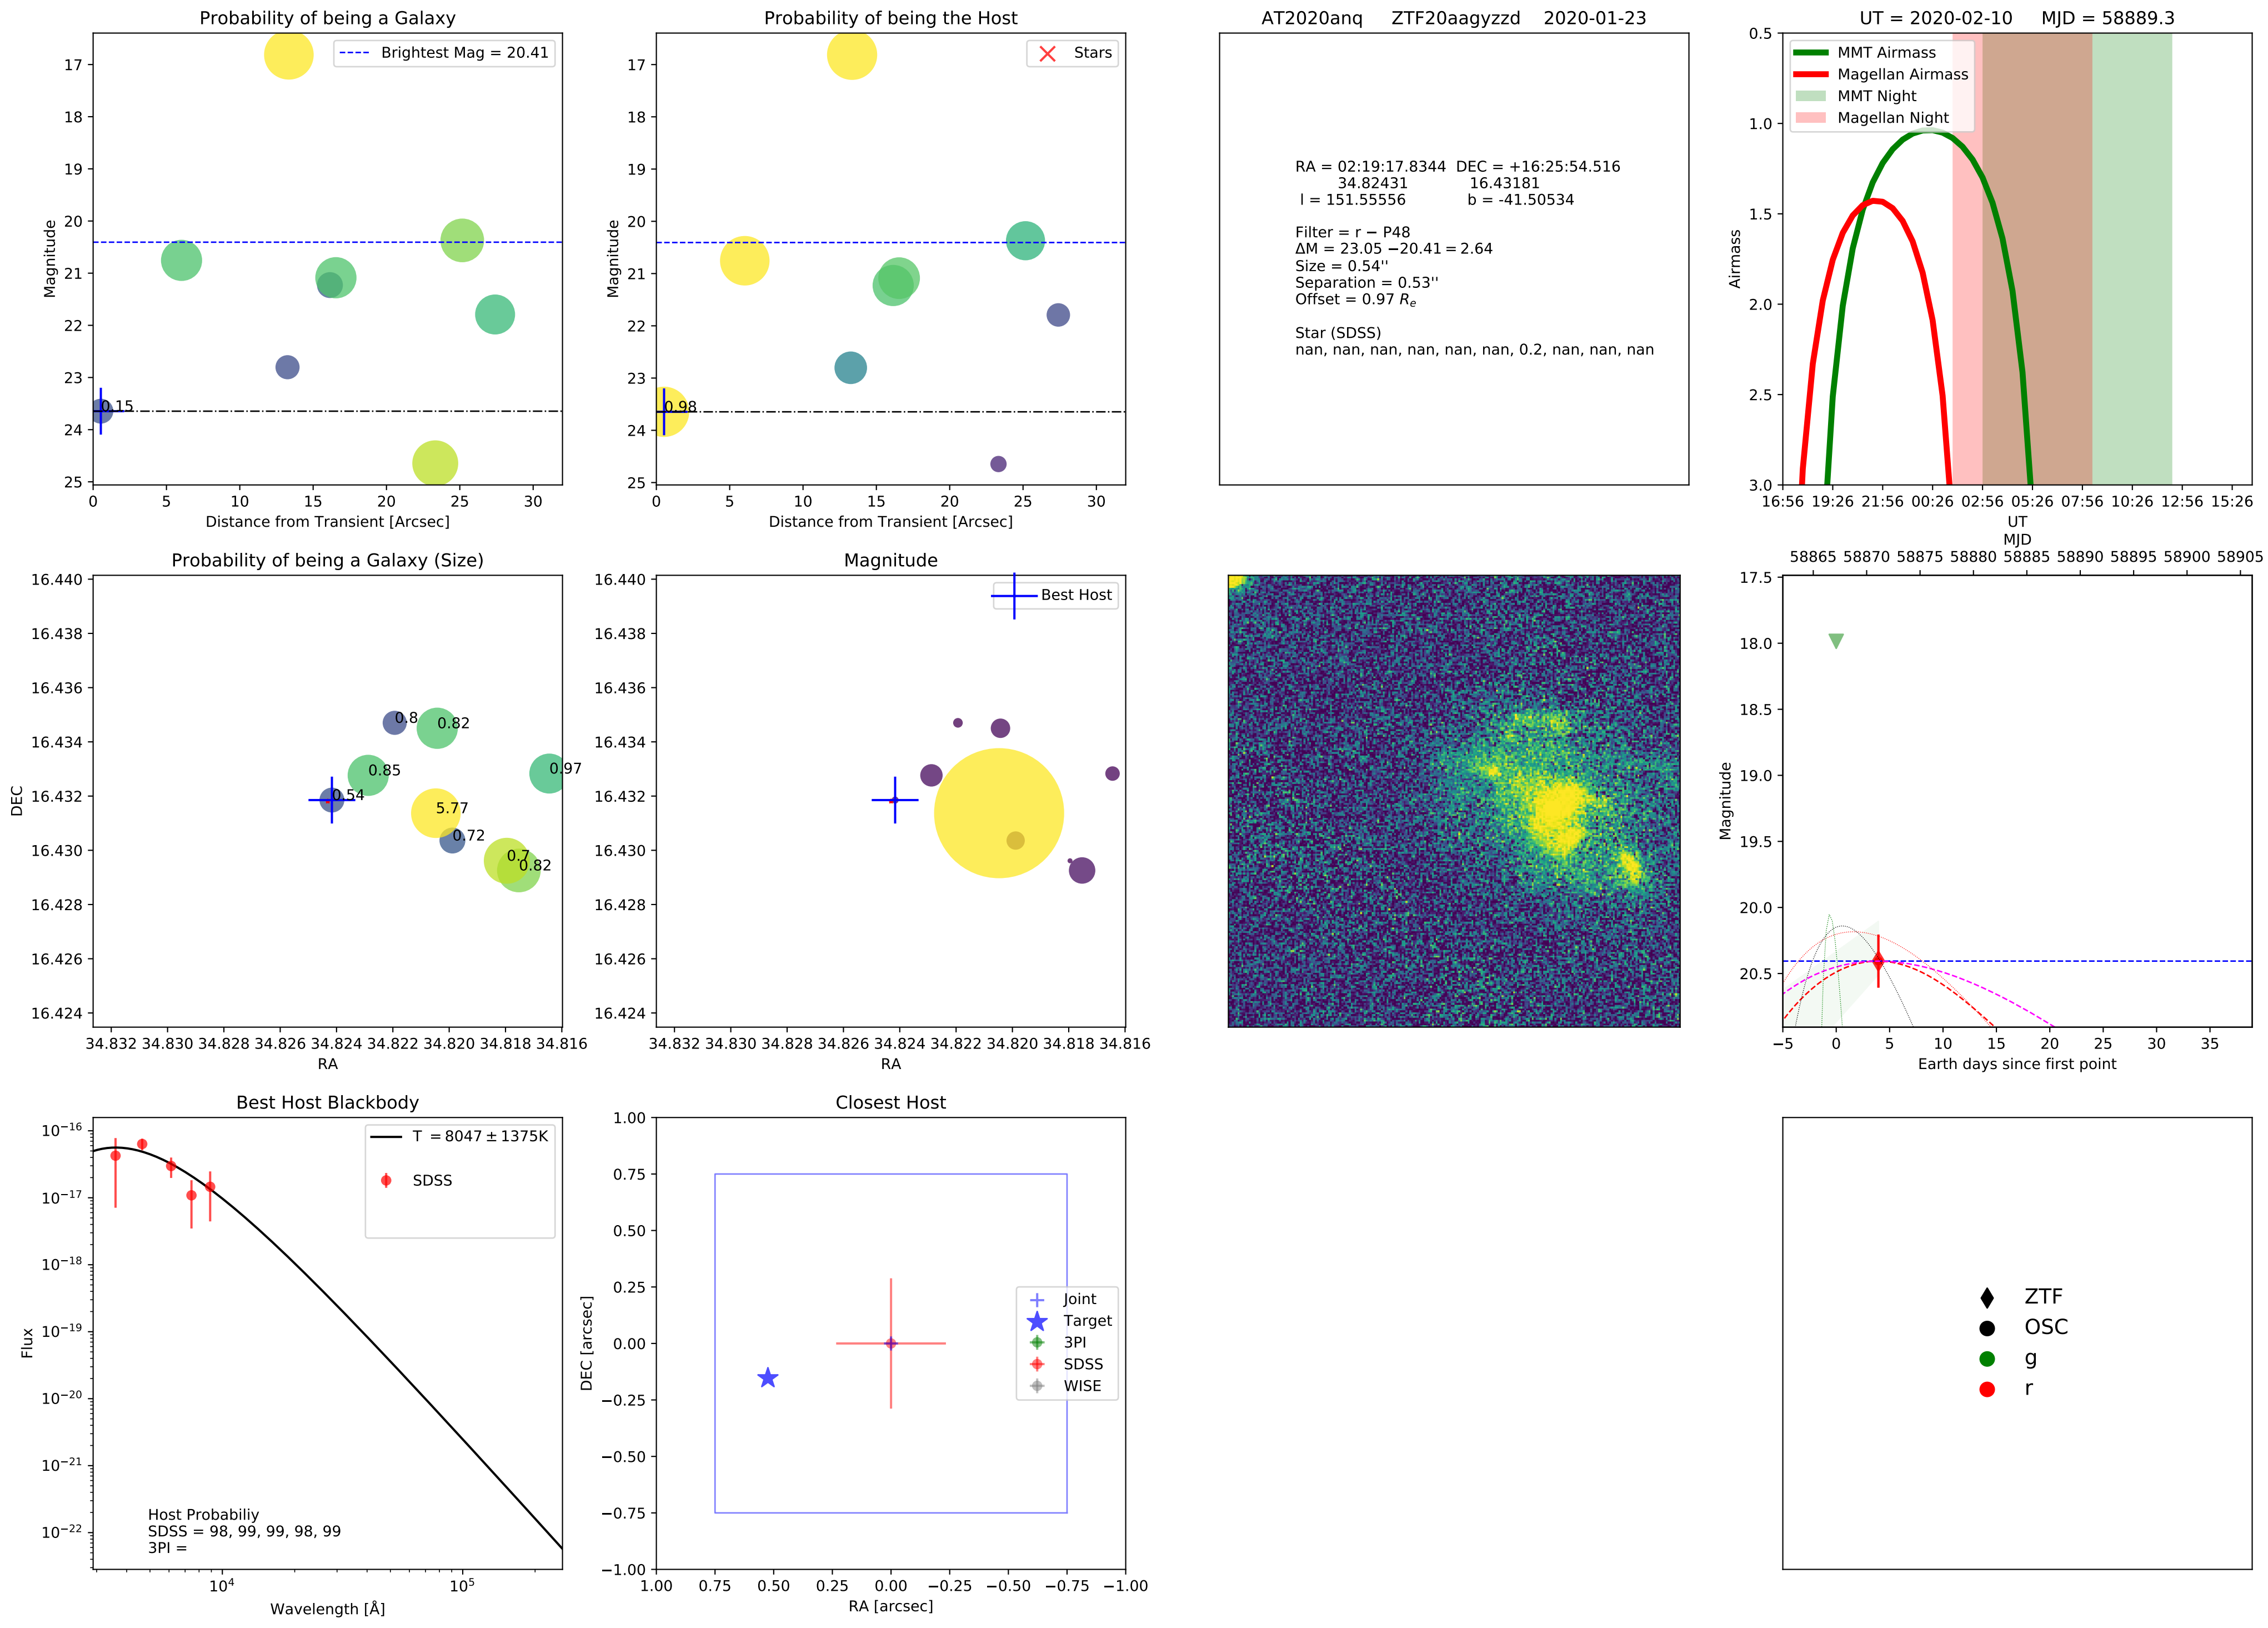 Probability of being a Galaxy
Brightest Mag = 20.41
0.15
17
18
19
20
21
22
23
24
25
Magnitude
0
5
10
15
20
25
30
Distance from Transient [Arcsec]
Probability of being the Host
Stars
0.98
17
18
19
20
21
22
23
24
25
Magnitude
0
5
10
15
20
25
30
Distance from Transient [Arcsec]
AT2020anq ZTF20aagyzzd 2020-01-23
RA = 02:19:17.8344 DEC = +16:25:54.516
34.82431 16.43181
l = 151.55556 b = -41.50534
Filter = r − P48
ΔM = 23.05 −20.41 = 2.64
Size = 0.54''
Separation = 0.53''
Offset = 0.97 Re
Star (SDSS)
nan, nan, nan, nan, nan, nan, 0.2, nan, nan, nan
UT = 2020-02-10 MJD = 58889.3
MMT Airmass
Magellan Airmass
MMT Night
Magellan Night
0.5
1.0
1.5
2.0
2.5
3.0
Airmass
16:56 19:26 21:56 00:26 02:56 05:26 07:56 10:26 12:56 15:26
UT
Probability of being a Galaxy (Size)
16.440
16.438
16.436
16.434
16.432
16.430
16.428
16.426
16.424
DEC
0.8
0.82
0.85
0.97
0.54
5.77
0.72
0.7
0.82
34.832 34.830 34.828 34.826 34.824 34.822 34.820 34.818 34.816
RA
Magnitude
Best Host
16.440
16.438
16.436
16.434
16.432
16.430
16.428
16.426
16.424
34.832 34.830 34.828 34.826 34.824 34.822 34.820 34.818 34.816
RA
MJD
58865 58870 58875 58880 58885 58890 58895 58900 58905
17.5
18.0
18.5
19.0
19.5
20.0
20.5
Magnitude
−5 0 5 10 15 20 25 30 35
Earth days since first point
Best Host Blackbody
T = 8047 ± 1375K
SDSS
10−16
10−17
10−18
10−19
10−20
10−21
10−22
Flux
Host Probabiliy
SDSS = 98, 99, 99, 98, 99
3PI =
104 105
Wavelength [Å]
Closest Host
Joint
Target
3PI
SDSS
WISE
1.00
0.75
0.50
0.25
0.00
−0.25
−0.50
−0.75
−1.00
DEC [arcsec]
1.00 0.75 0.50 0.25 0.00 −0.25 −0.50 −0.75 −1.00
RA [arcsec]
ZTF
OSC
g
r